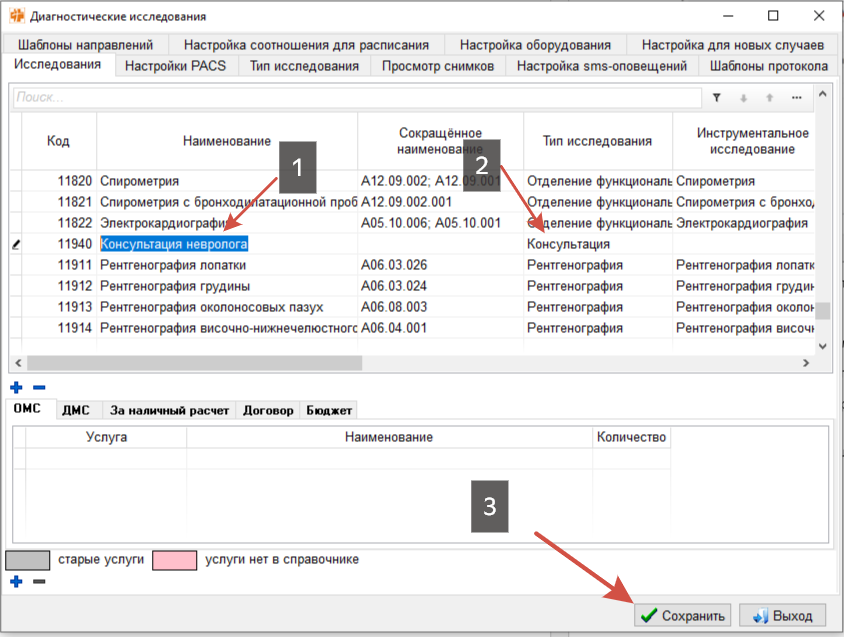 Диагностические исследования
Шаблоны направлений Настройка соотношения для расписания Настройка оборудования Настройка для новых случаев
Исследования Настройки PACS Тип исследования Просмотр снимков Настройка sms-оповещений Шаблоны протокола
Поиск...
Код Наименование Сокращённое наименование Тип исследования Инструментальное исследование
1 2
11820 Спирометрия A12.09.002; A12.09.001 Отделение функциональ Спирометрия
11821 Спирометрия с бронходилатационной проб A12.09.002.001 Отделение функциональ Спирометрия с бронход
11822 Электрокардиография A05.10.006; A05.10.001 Отделение функциональ Электрокардиография
11940 Консультация невролога Консультация
11911 Рентгенография лопатки A06.03.026 Рентгенография Рентгенография лопатк
11912 Рентгенография грудины A06.03.024 Рентгенография Рентгенография грудин
11913 Рентгенография околоносовых пазух A06.08.003 Рентгенография Рентгенография околон
11914 Рентгенография височно-нижнечелюстного A06.04.001 Рентгенография Рентгенография височн
ОМС ДМС За наличный расчет Договор Бюджет
Услуга Наименование Количество
3
старые услуги услуги нет в справочнике
Сохранить Выход